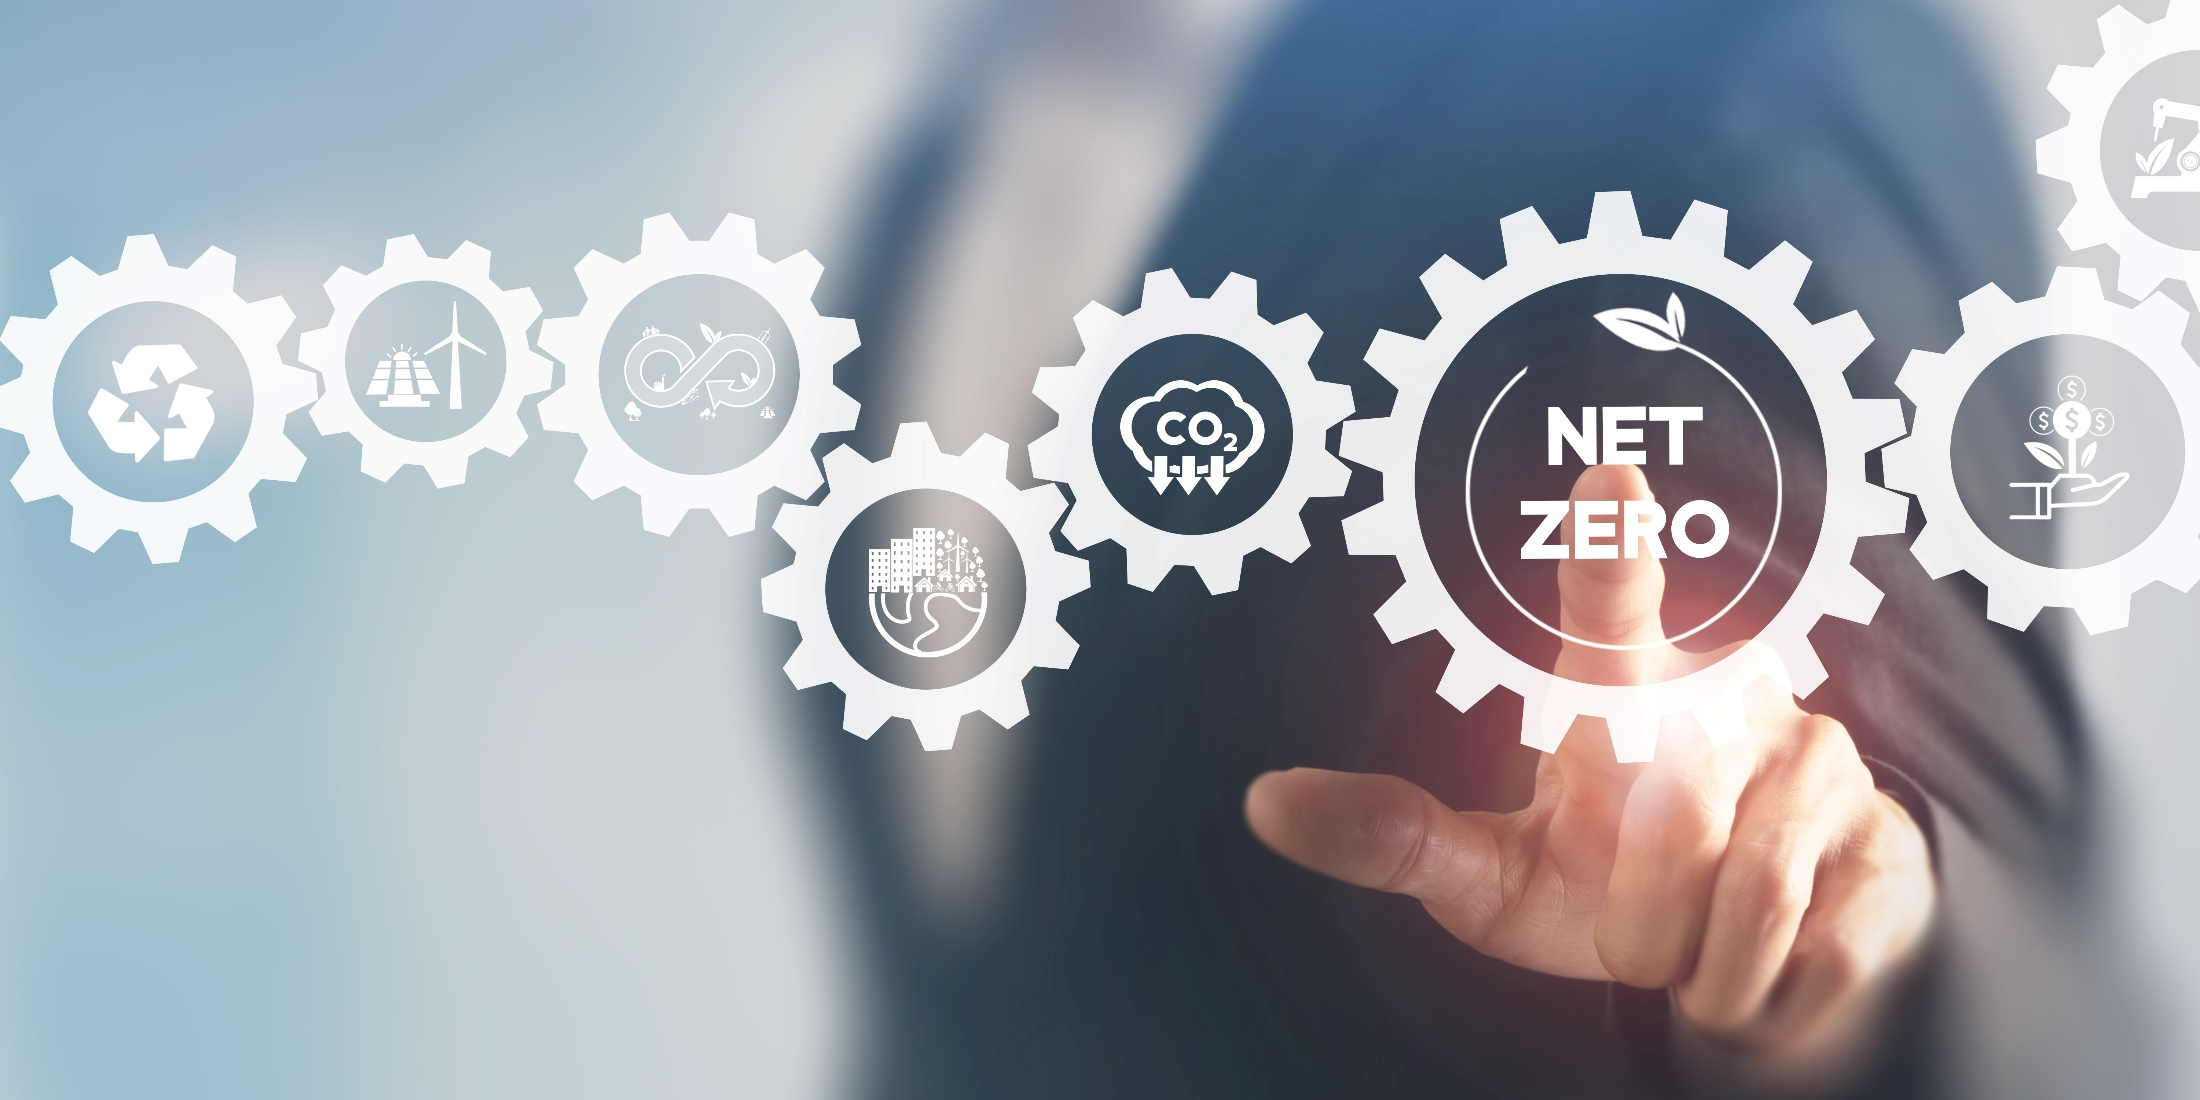 CO₂
NET
ZERO
$
$ $ $